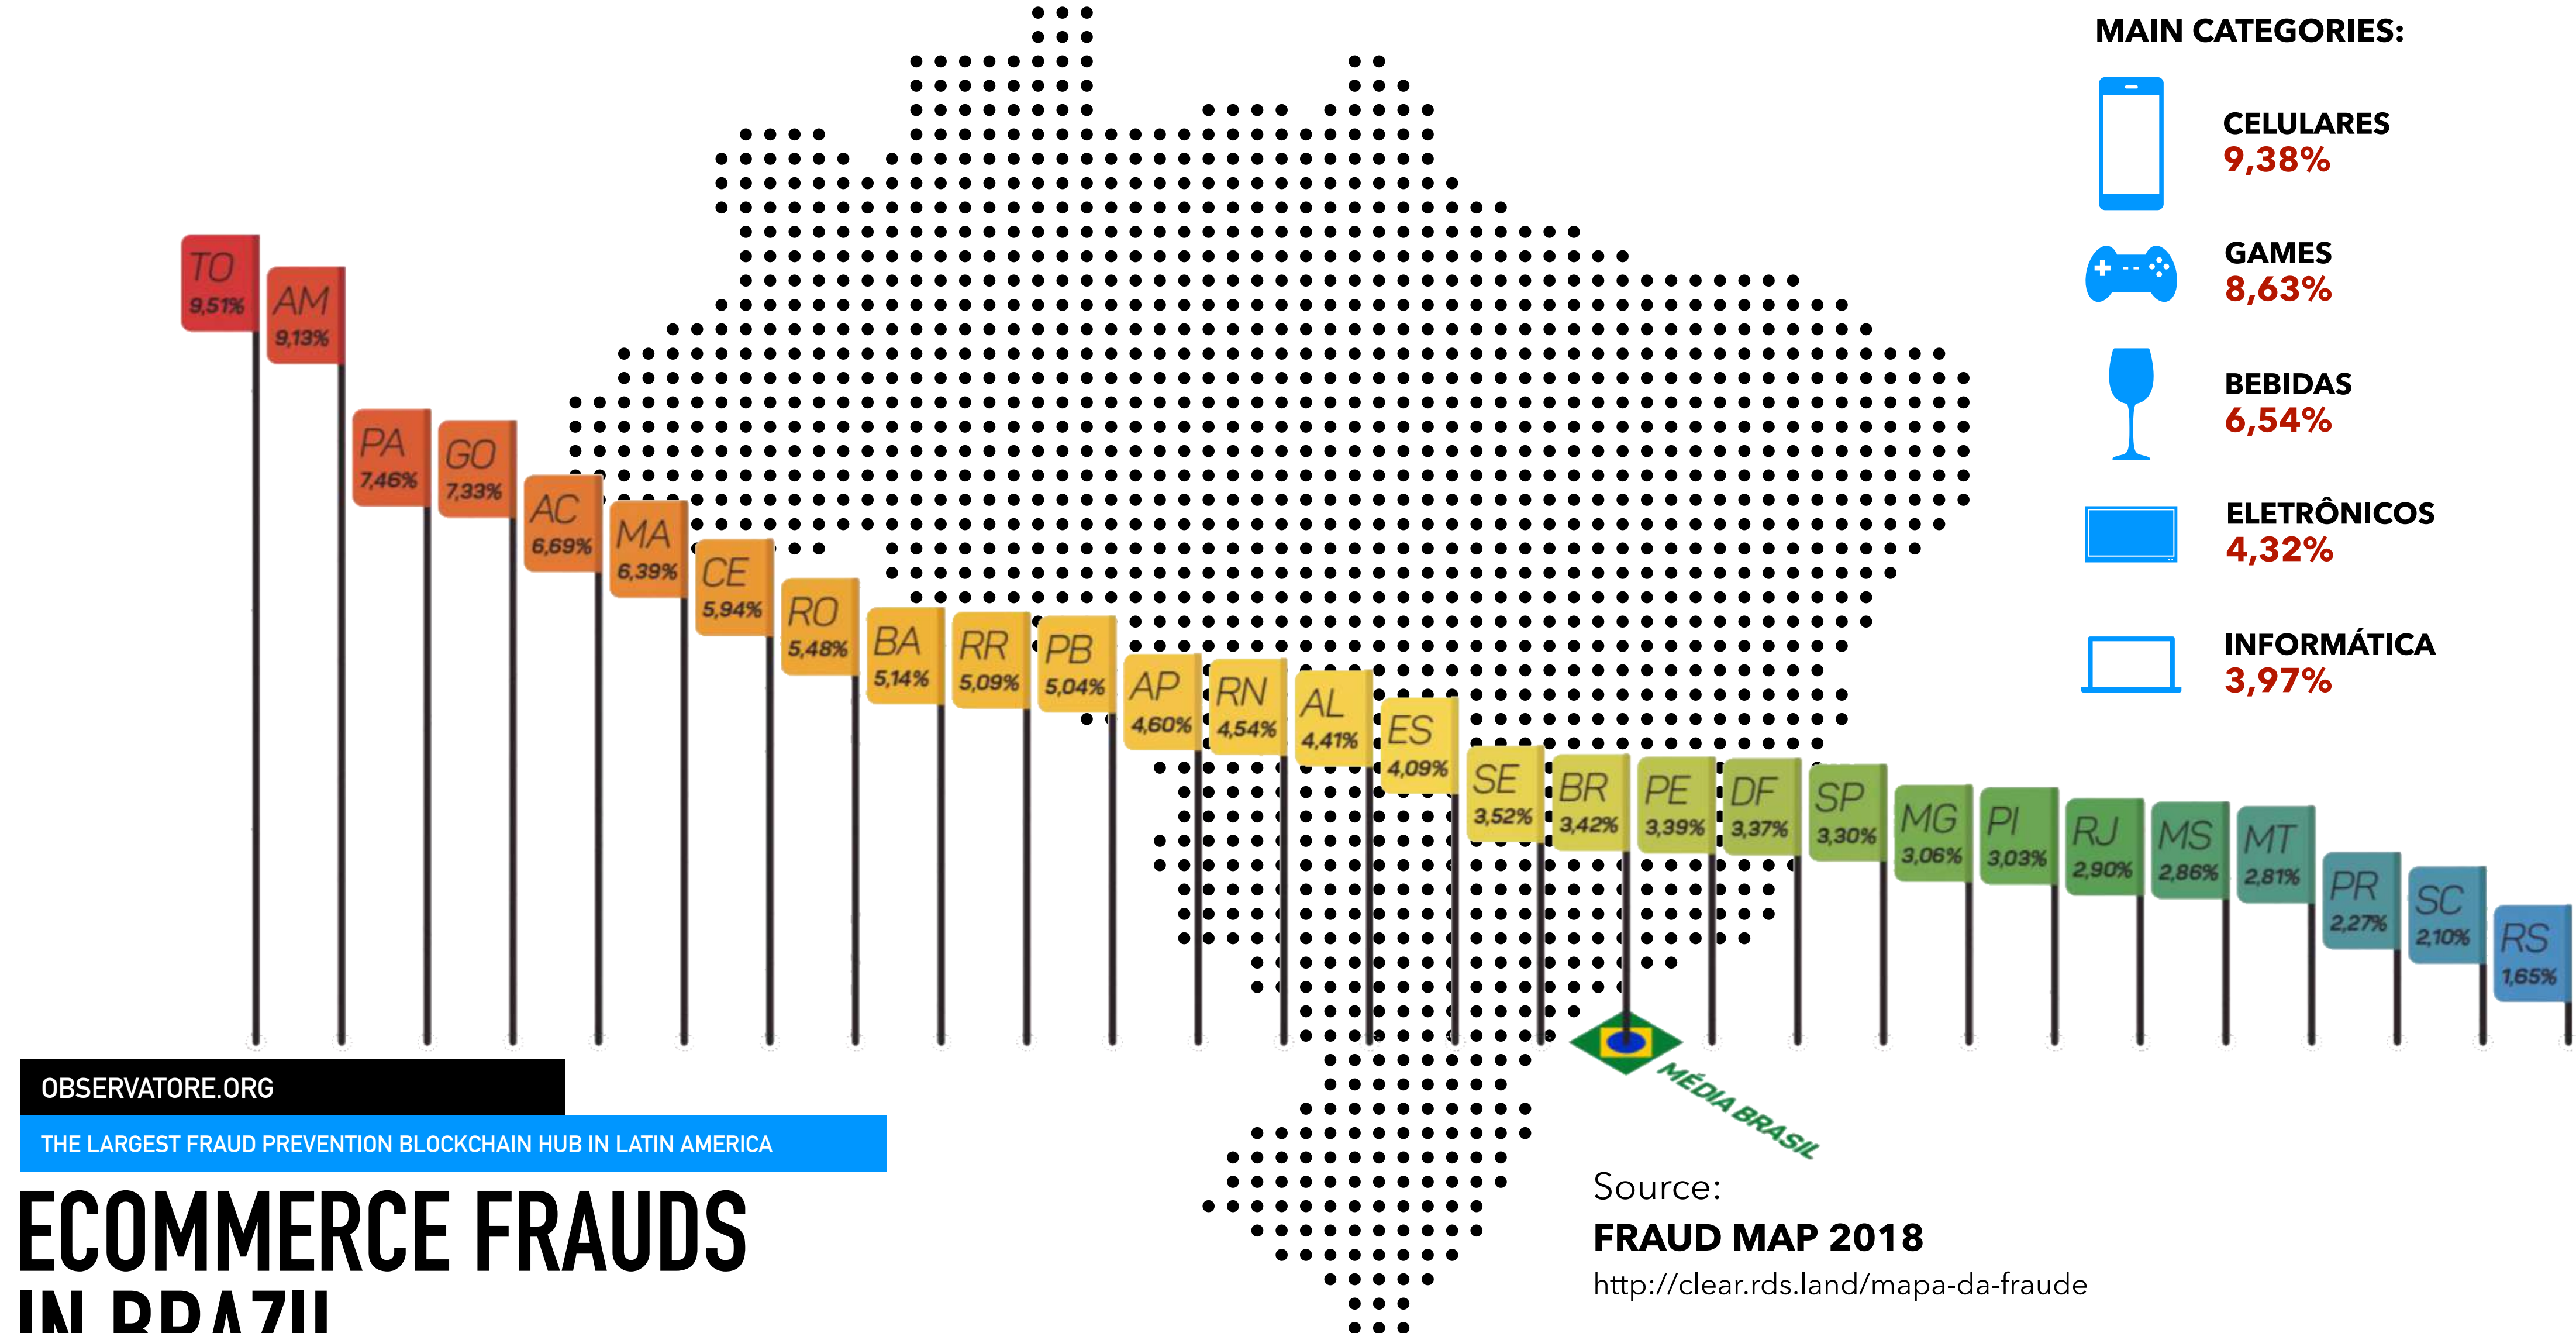 MAIN CATEGORIES:
CELULARES
9,38%
GAMES
8,63%
BEBIDAS
6,54%
ELETRÔNICOS
4,32%
INFORMÁTICA
3,97%
TO
9,51%
AM
9,13%
PA
7,46%
GO
7,33%
AC
6,69%
MA
6,39%
CE
5,94%
RO
5,48%
BA
5,14%
RR
5,09%
PB
5,04%
AP
4,60%
RN
4,54%
AL
4,41%
ES
4,09%
SE
3,52%
BR
3,42%
PE
3,39%
DF
3,37%
SP
3,30%
MG
3,06%
PI
3,03%
RJ
2,90%
MS
2,86%
MT
2,81%
PR
2,27%
SC
2,10%
RS
1,65%
MÉDIA BRASIL
OBSERVATORE.ORG
THE LARGEST FRAUD PREVENTION BLOCKCHAIN HUB IN LATIN AMERICA
ECOMMERCE FRAUDS
IN BRAZIL
Source:
FRAUD MAP 2018
http://clear.rds.land/mapa-da-fraude